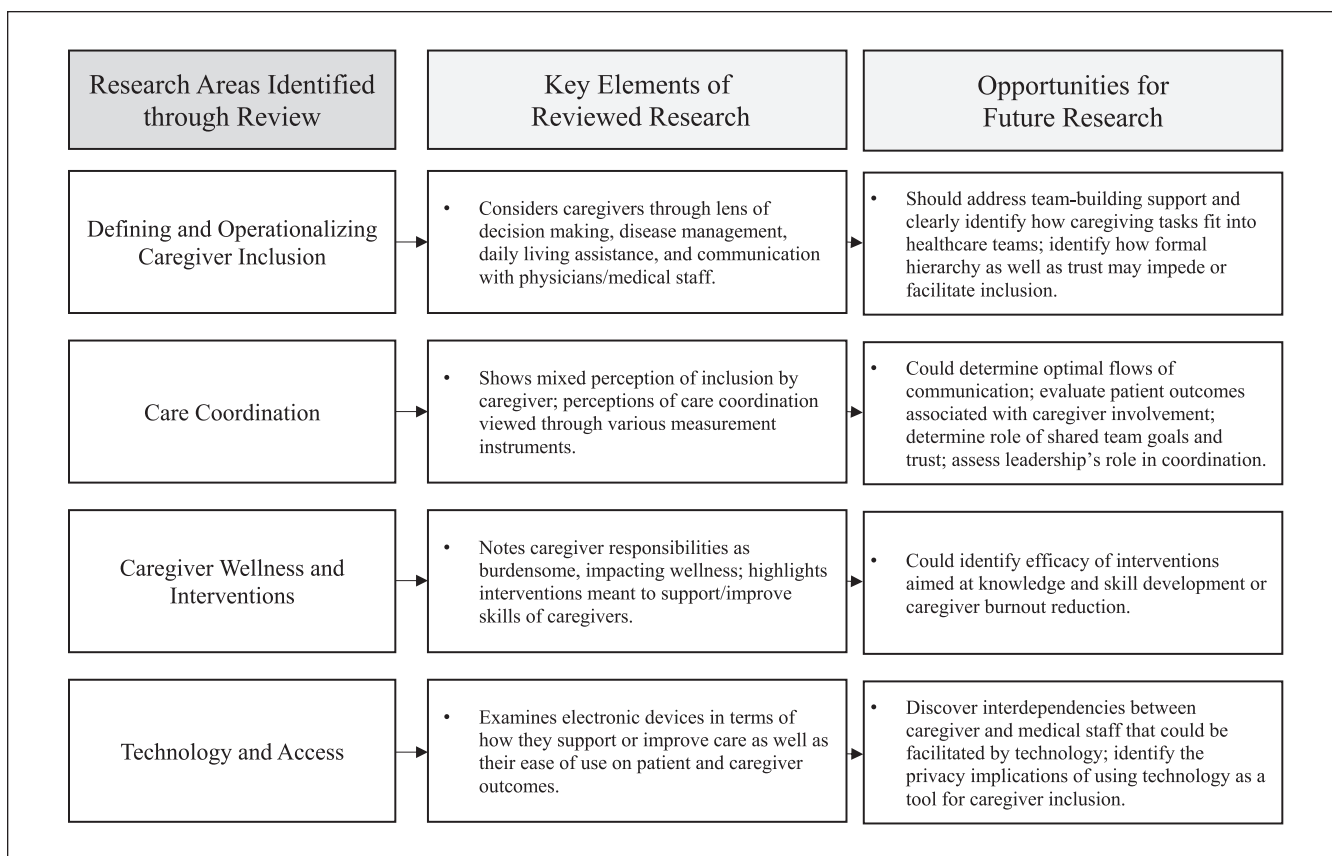 Research Areas Identified
through Review
Key Elements of
Reviewed Research
Opportunities for
Future Research
Defining and Operationalizing
Caregiver Inclusion
• Considers caregivers through lens of
decision making, disease management,
daily living assistance, and communication
with physicians/medical staff.
• Should address team-building support and
clearly identify how caregiving tasks fit into
healthcare teams; identify how formal
hierarchy as well as trust may impede or
facilitate inclusion.
Care Coordination
• Shows mixed perception of inclusion by
caregiver; perceptions of care coordination
viewed through various measurement
instruments.
• Could determine optimal flows of
communication; evaluate patient outcomes
associated with caregiver involvement;
determine role of shared team goals and
trust; assess leadership’s role in coordination.
Caregiver Wellness and
Interventions
• Notes caregiver responsibilities as
burdensome, impacting wellness; highlights
interventions meant to support/improve
skills of caregivers.
• Could identify efficacy of interventions
aimed at knowledge and skill development or
caregiver burnout reduction.
Technology and Access
• Examines electronic devices in terms of
how they support or improve care as well as
their ease of use on patient and caregiver
outcomes.
• Discover interdependencies between
caregiver and medical staff that could be
facilitated by technology; identify the
privacy implications of using technology as a
tool for caregiver inclusion.